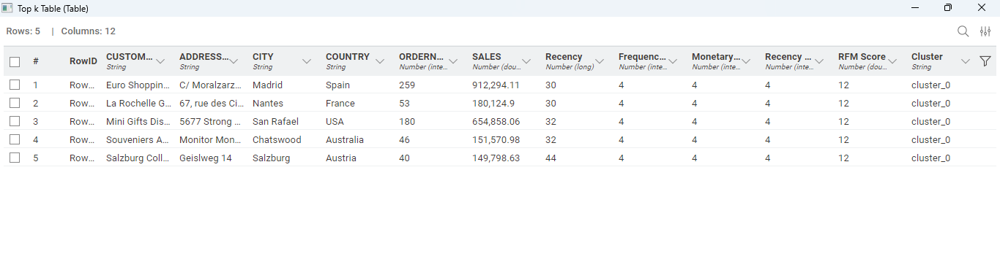 Top k Table (Table)
Rows: 5 | Columns: 12
# RowID CUSTOM... ADDRESS... CITY COUNTRY ORDERN... SALES Recency Frequenc... Monetary... Recency ... RFM Score Cluster
String String String String Number (inte... Number (dou... Number (long) Number (inte... Number (inte... Number (inte... Number (dou... String
1 Row... Euro Shoppin... C/ Moralzarz... Madrid Spain 259 912,294.11 30 4 4 4 12 cluster_0
2 Row... La Rochelle G... 67, rue des Ci... Nantes France 53 180,124.9 30 4 4 4 12 cluster_0
3 Row... Mini Gifts Dis... 5677 Strong ... San Rafael USA 180 654,858.06 32 4 4 4 12 cluster_0
4 Row... Souveniers A... Monitor Mon... Chatswood Australia 46 151,570.98 32 4 4 4 12 cluster_0
5 Row... Salzburg Coll... Geislweg 14 Salzburg Austria 40 149,798.63 44 4 4 4 12 cluster_0